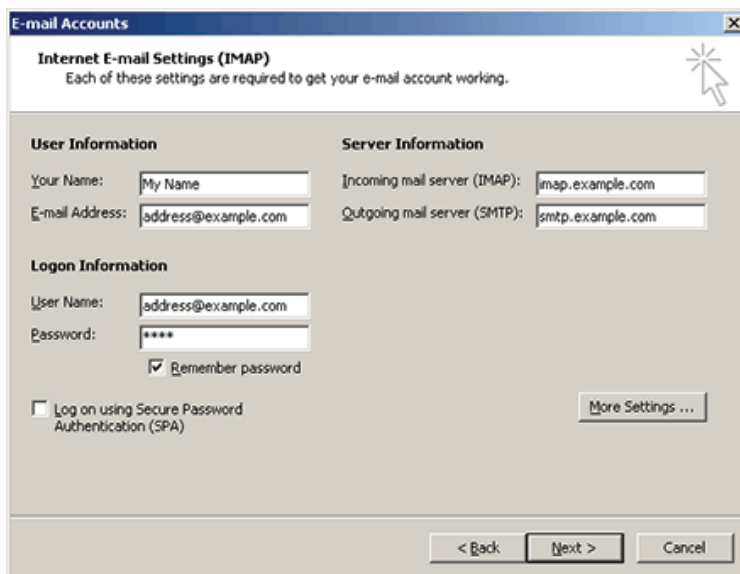 E-mail Accounts
Internet E-mail Settings (IMAP)
Each of these settings are required to get your e-mail account working.
User Information
Your Name: My Name
E-mail Address: address@example.com
Server Information
Incoming mail server (IMAP): imap.example.com
Outgoing mail server (SMTP): smtp.example.com
Logon Information
User Name: address@example.com
Password: ****
Remember password
Log on using Secure Password
Authentication (SPA)
More Settings ...
< Back Next > Cancel